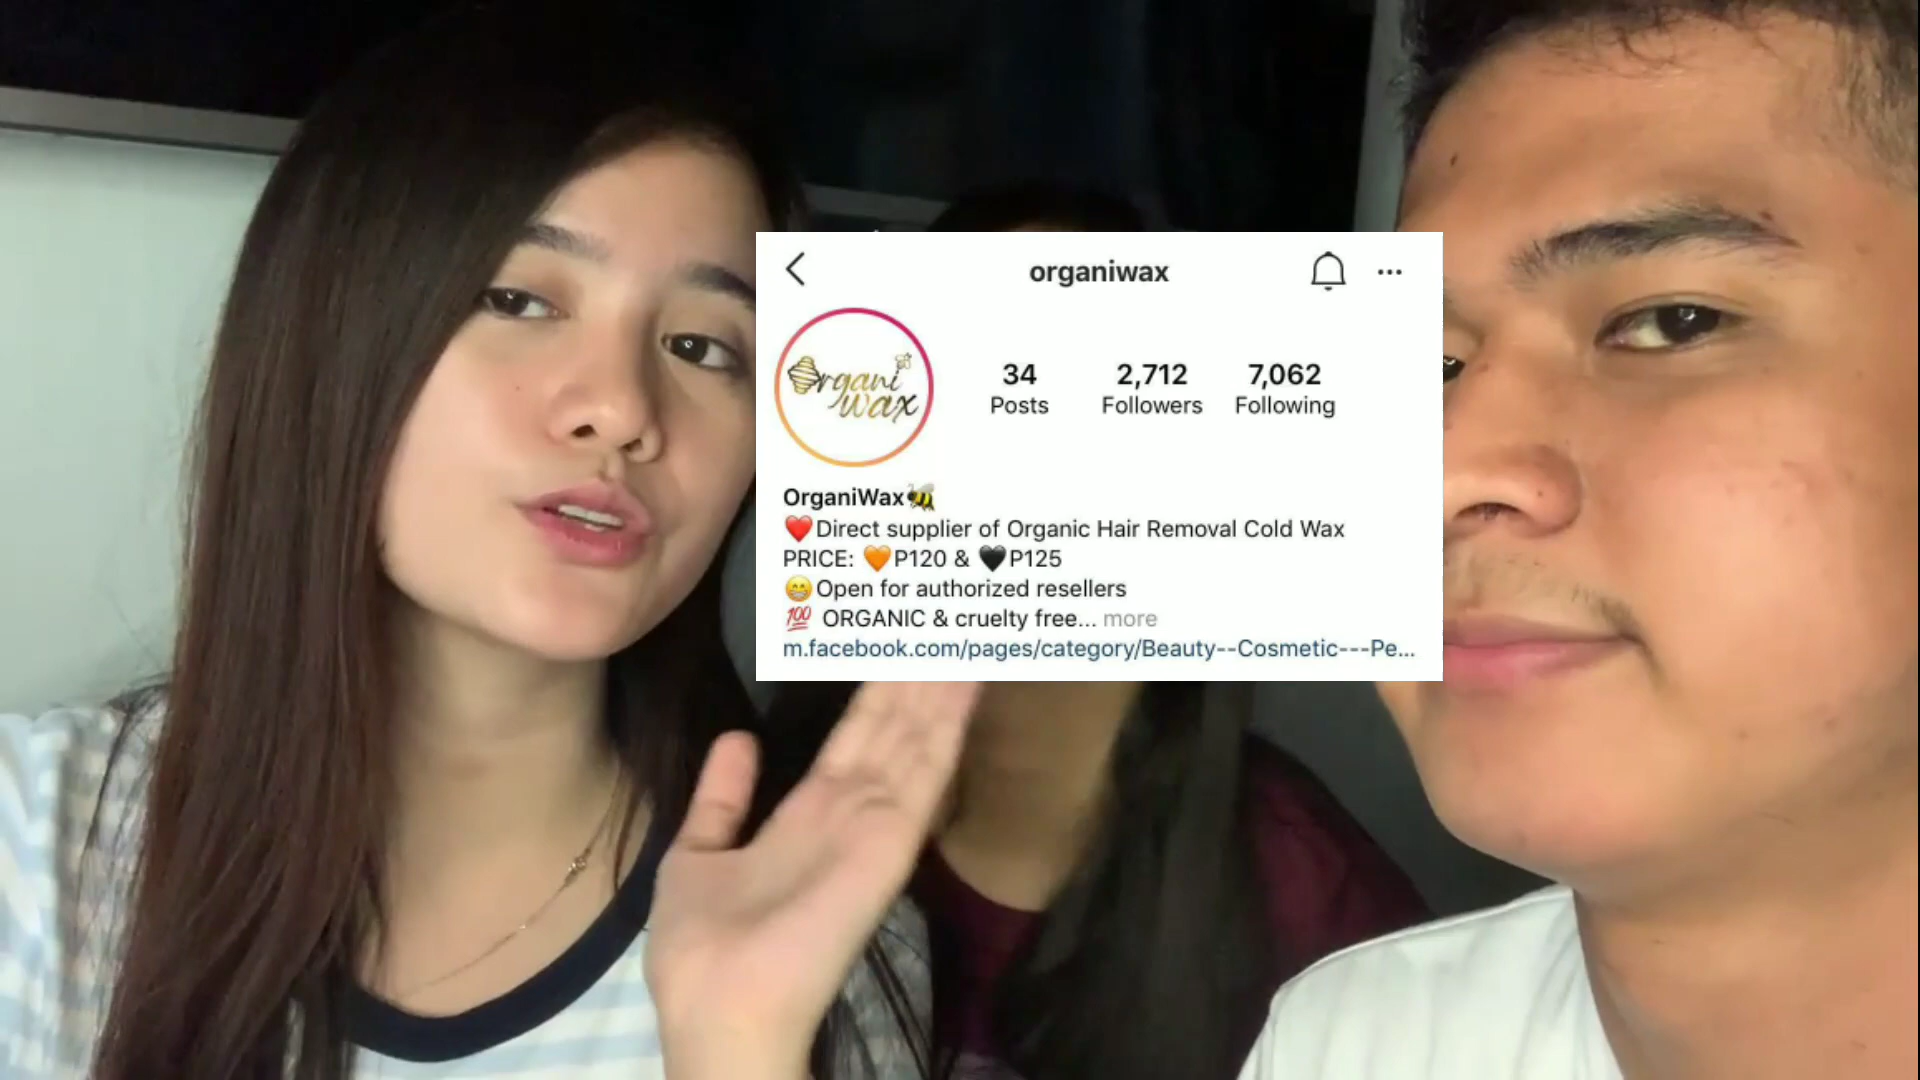 organiwax
Organi
wax
34
Posts
2,712
Followers
7,062
Following
OrganiWax🐝
❤️Direct supplier of Organic Hair Removal Cold Wax
PRICE: 🧡P120 & 🖤P125
😁Open for authorized resellers
💯 ORGANIC & cruelty free... more
m.facebook.com/pages/category/Beauty--Cosmetic---Pe...